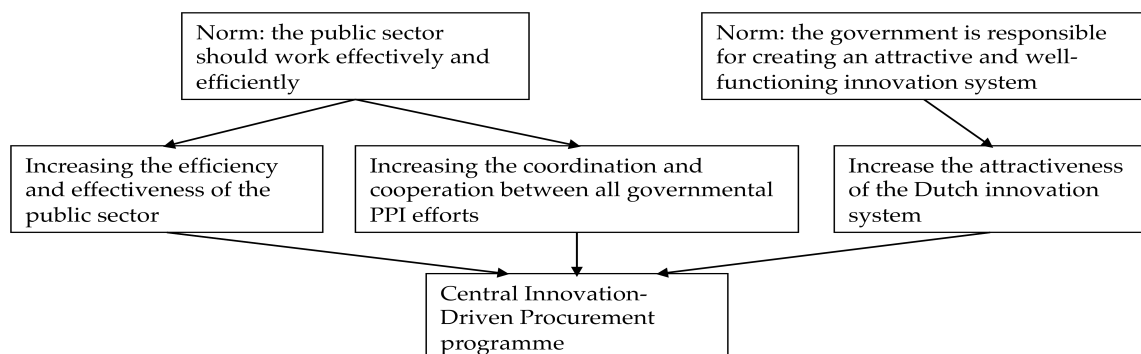 Norm: the public sector
should work effectively and
efficiently
Norm: the government is responsible
for creating an attractive and well-
functioning innovation system
Increasing the efficiency
and effectiveness of the
public sector
Increasing the coordination and
cooperation between all governmental
PPI efforts
Increase the attractiveness
of the Dutch innovation
system
Central Innovation-
Driven Procurement
programme